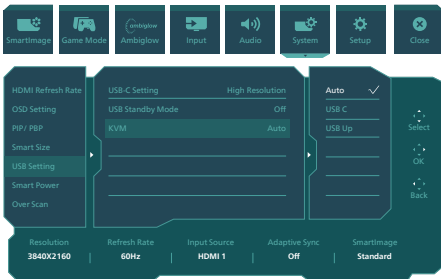 ambiglow
SmartImage
Game Mode
Ambiglow
Input
Audio
System
Setup
Close
HDMI Refresh Rate
OSD Setting
PIP/ PBP
Smart Size
USB Setting
Smart Power
Over Scan
USB-C Setting High Resolution
USB Standby Mode Off
KVM Auto
Auto
USB C
USB Up
Select
OK
Back
Resolution Refresh Rate Input Source Adaptive Sync SmartImage
3840X2160 | 60Hz | HDMI 1 | Off | Standard